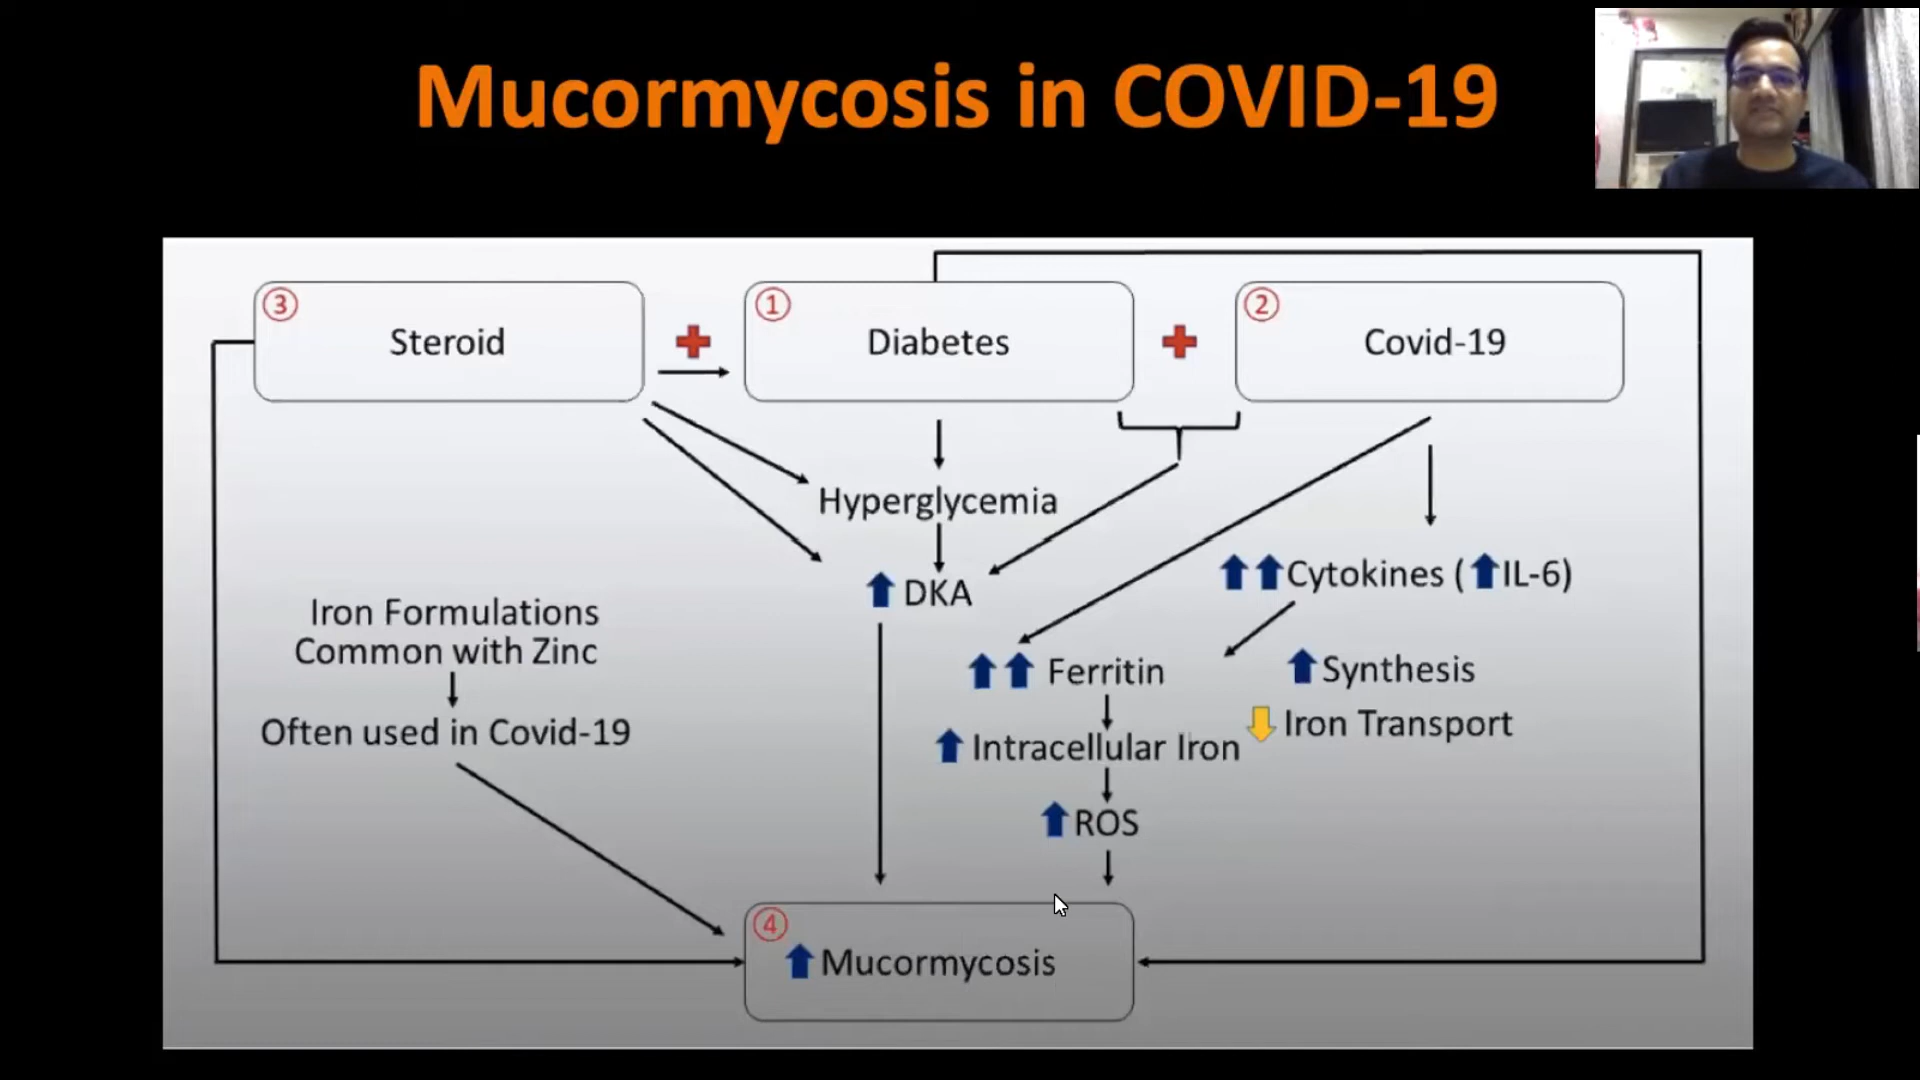 Mucormycosis in COVID-19
③
Steroid
①
Diabetes
②
Covid-19
Hyperglycemia
DKA
Cytokines (IL-6)
Iron Formulations
Common with Zinc
Ferritin
Synthesis
Often used in Covid-19
Iron Transport
Intracellular Iron
ROS
④
Mucormycosis